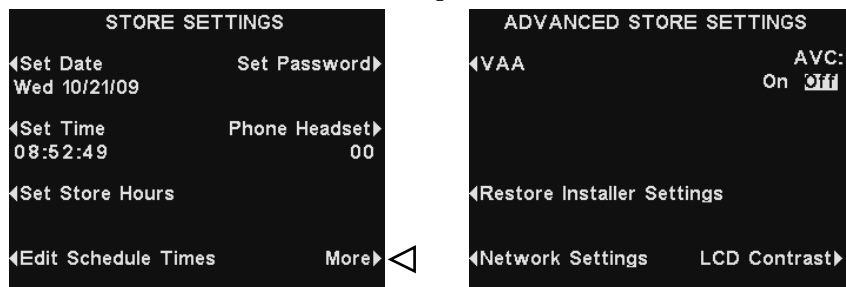 STORE SETTINGS
◀Set Date Set Password▶
Wed 10/21/09
◀Set Time Phone Headset▶
08:52:49 00
◀Set Store Hours
◀Edit Schedule Times More▶
ADVANCED STORE SETTINGS
◀VAA AVC:
On Off
◀Restore Installer Settings
◀Network Settings LCD Contrast▶